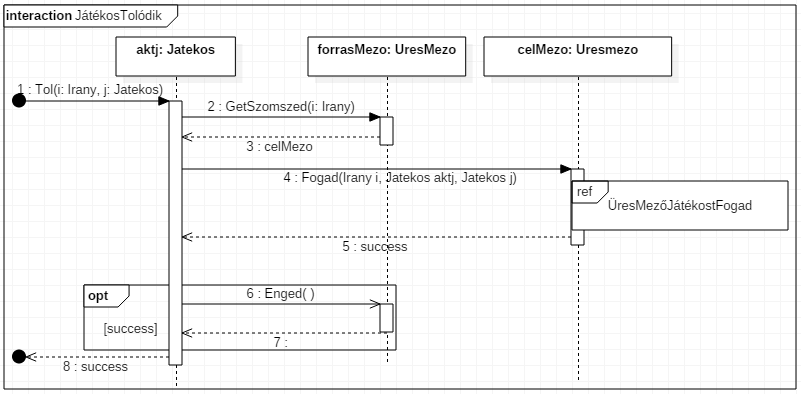 interaction JátékosTolódik
aktj: Jatekos
forrasMezo: UresMezo
celMezo: Uresmezo
1 : Tol(i: Irany, j: Jatekos)
2 : GetSzomszed(i: Irany)
3 : celMezo
4 : Fogad(Irany i, Jatekos aktj, Jatekos j)
ref
ÜresMezőJátékostFogad
5 : success
opt
6 : Enged( )
[success]
7 :
8 : success